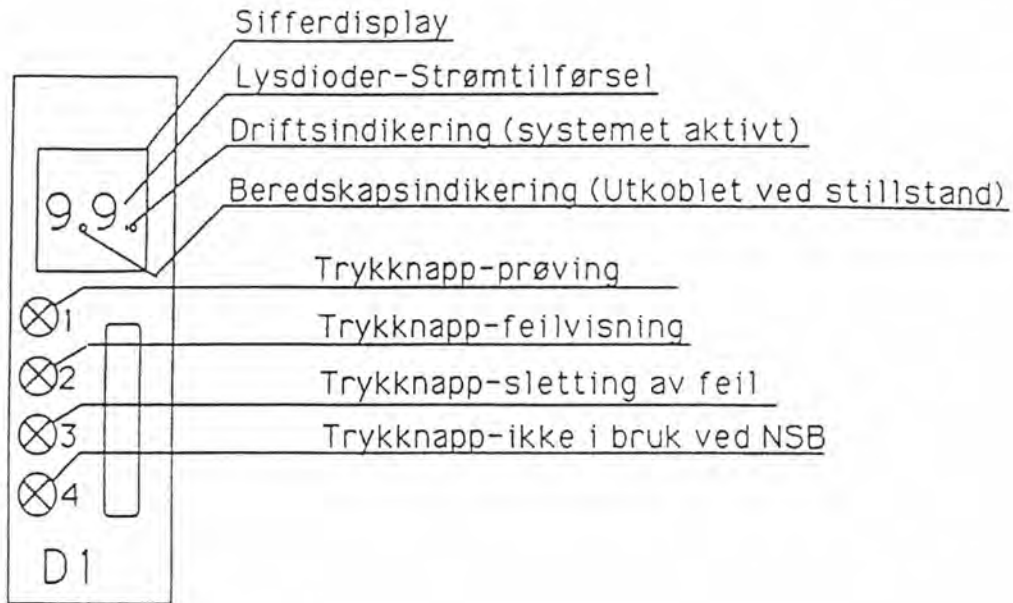 Sifferdisplay
Lysdioder-Strømtilførsel
Driftsindikering (systemet aktivt)
Beredskapsindikering (Utkoblet ved stillstand)
9.9.
Trykknapp-prøving
1
Trykknapp-feilvisning
2
Trykknapp-sletting av feil
3
Trykknapp-ikke i bruk ved NSB
4
D1